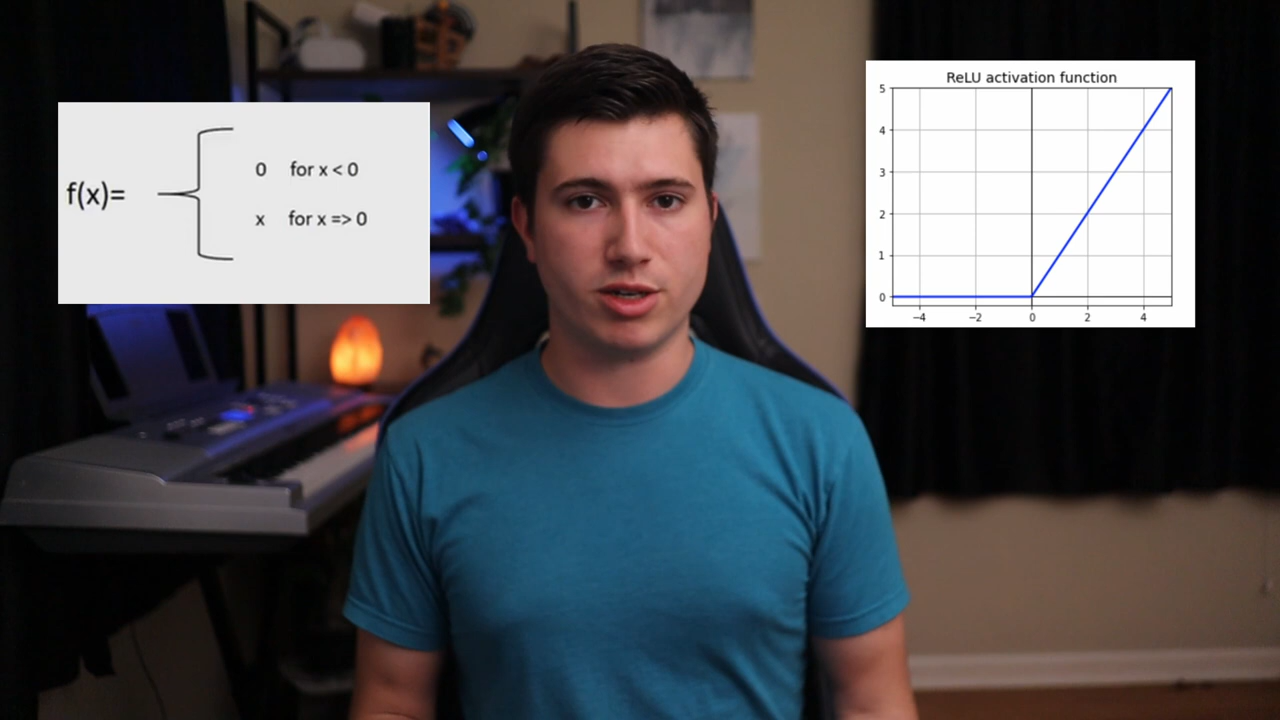 f(x)=
0 for x < 0
x for x => 0
ReLU activation function
5
4
3
2
1
0
−4 −2 0 2 4